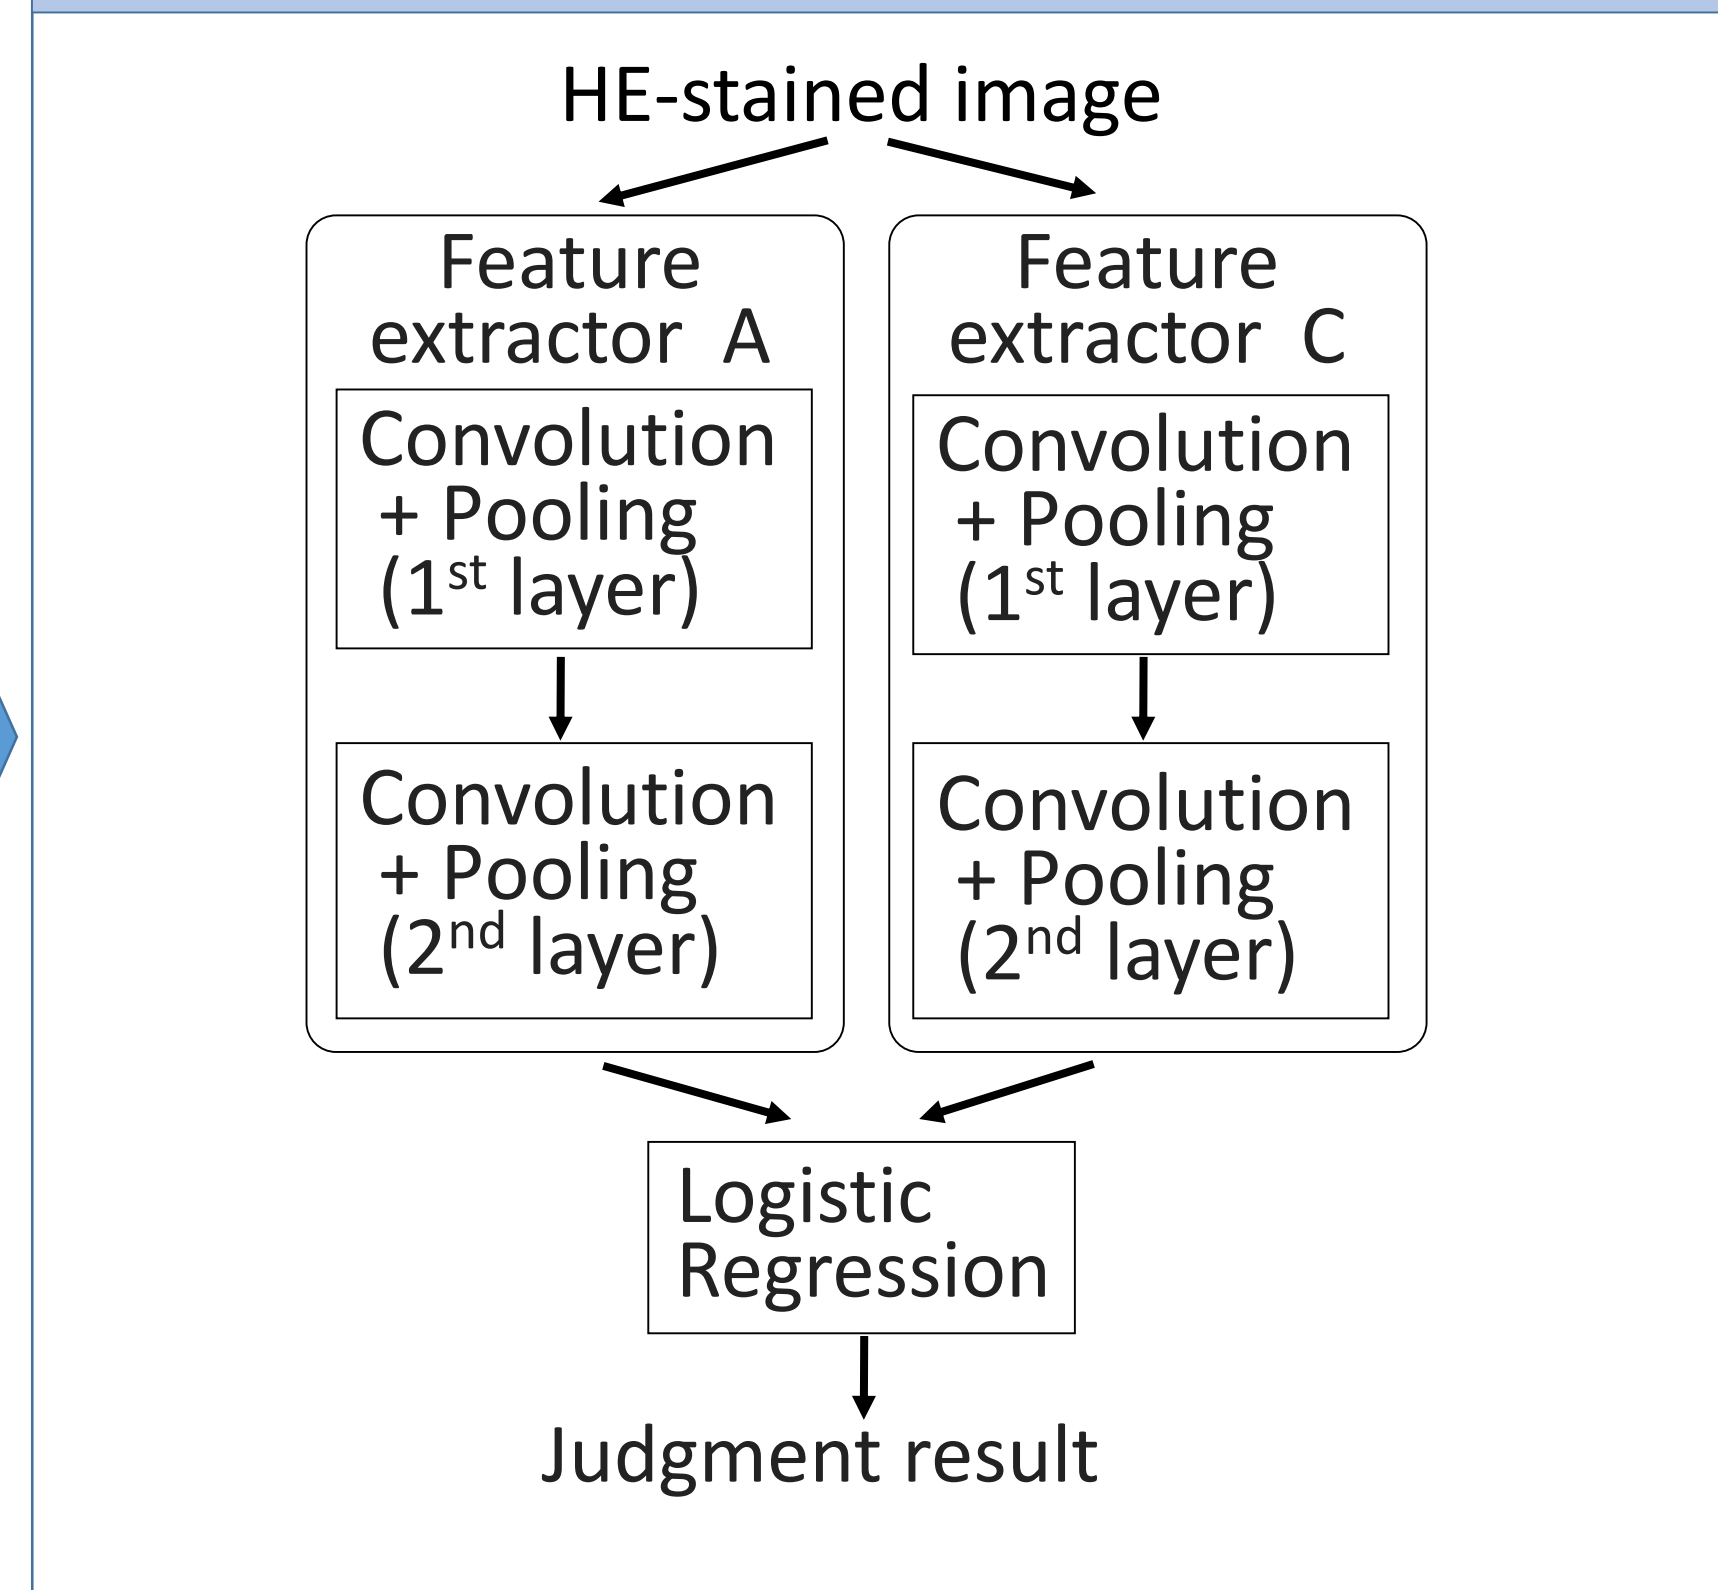 HE-stained image
Feature
extractor A
Convolution
+ Pooling
(1st layer)
Convolution
+ Pooling
(2nd layer)
Feature
extractor C
Convolution
+ Pooling
(1st layer)
Convolution
+ Pooling
(2nd layer)
Logistic
Regression
Judgment result